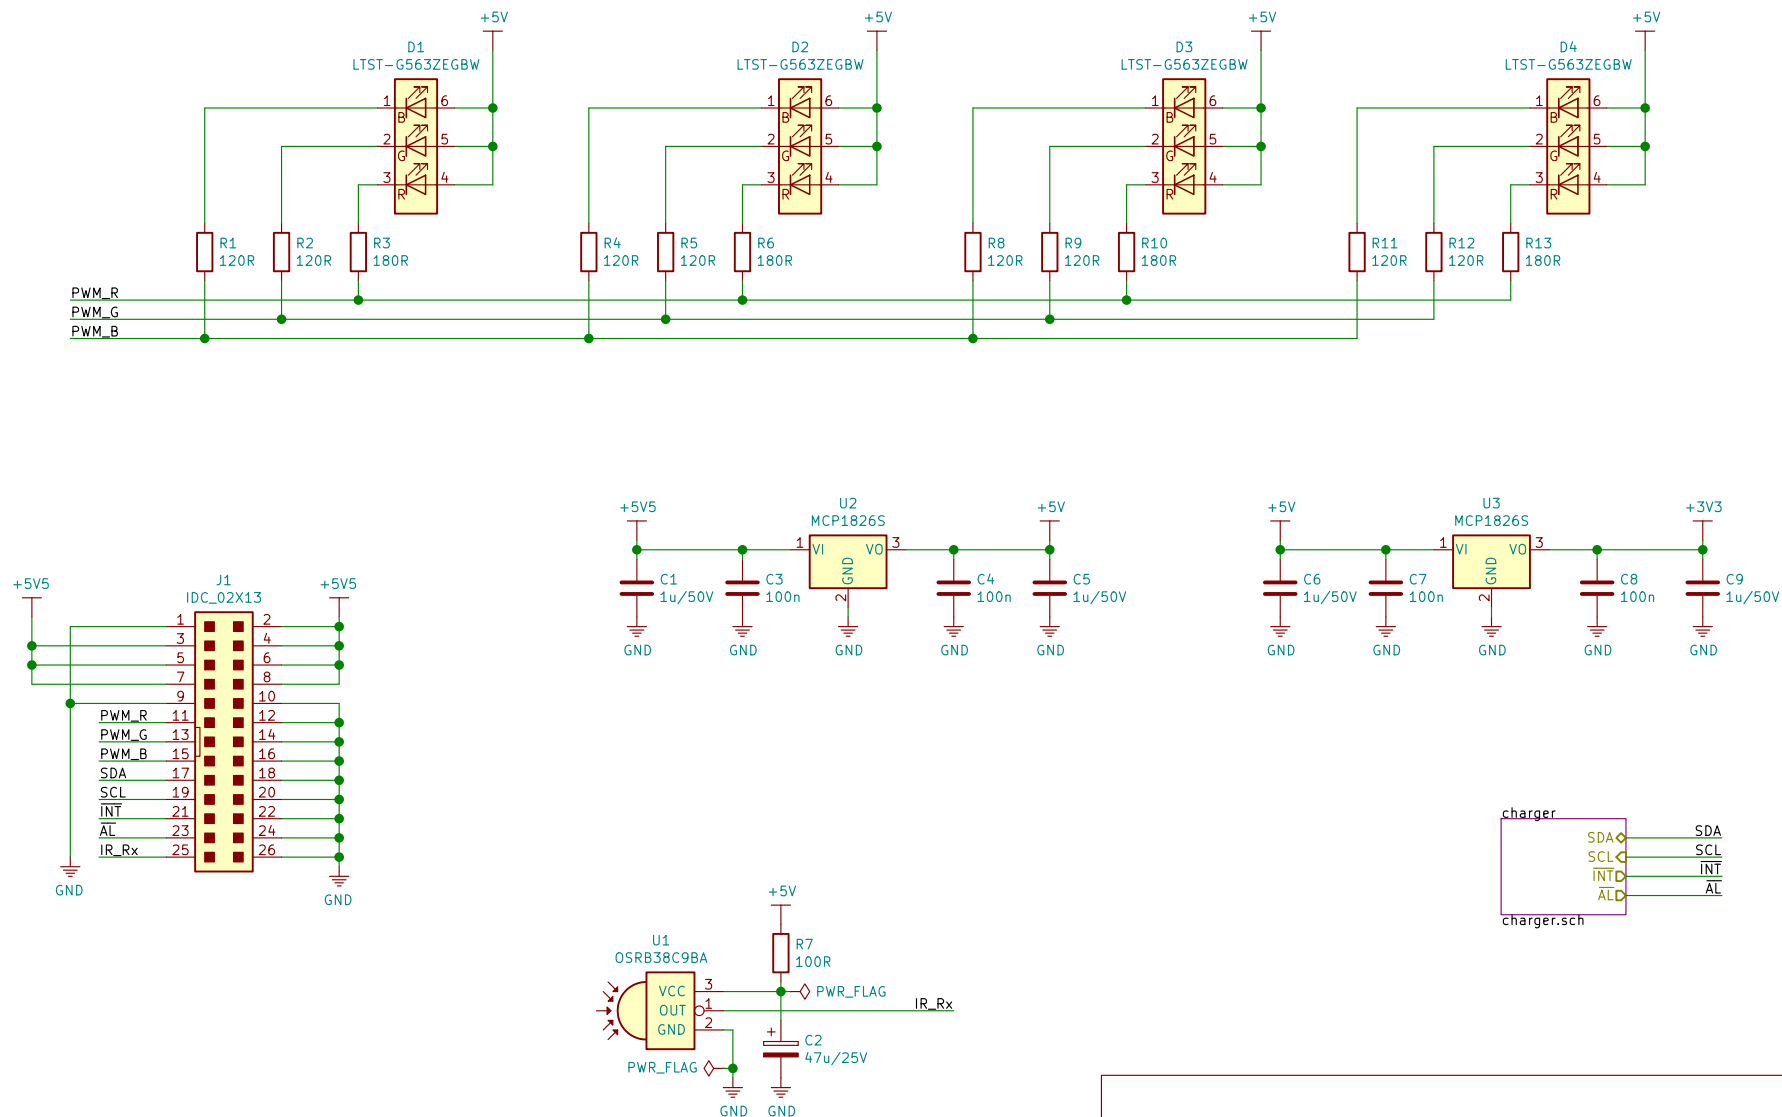 +5V
+5V
+5V
+5V
D1
LTST-G563ZEGBW
D2
LTST-G563ZEGBW
D3
LTST-G563ZEGBW
D4
LTST-G563ZEGBW
1 B 6
2 G 5
3 R 4
1 B 6
2 G 5
3 R 4
1 B 6
2 G 5
3 R 4
1 B 6
2 G 5
3 R 4
R1
120R
R2
120R
R3
180R
R4
120R
R5
120R
R6
180R
R8
120R
R9
120R
R10
180R
R11
120R
R12
120R
R13
180R
PWM_R
PWM_G
PWM_B
+5V5
U2
MCP1826S
+5V
1 VI VO 3
GND
2
C1
1u/50V
C3
100n
C4
100n
C5
1u/50V
GND
GND
GND
GND
GND
+5V
U3
MCP1826S
+3V3
1 VI VO 3
GND
2
C6
1u/50V
C7
100n
C8
100n
C9
1u/50V
GND
GND
GND
GND
GND
+5V5
J1
IDC_02X13
+5V5
1 2
3 4
5 6
7 8
9 10
PWM_R 11 12
PWM_G 13 14
PWM_B 15 16
SDA 17 18
SCL 19 20
INT 21 22
AL 23 24
IR_Rx 25 26
GND
GND
charger
SDA SDA
SCL SCL
INT INT
AL AL
charger.sch
+5V
R7
100R
U1
OSRB38C9BA
VCC 3
OUT 1
GND 2
PWR_FLAG
IR_Rx
+
C2
47u/25V
PWR_FLAG
GND
GND